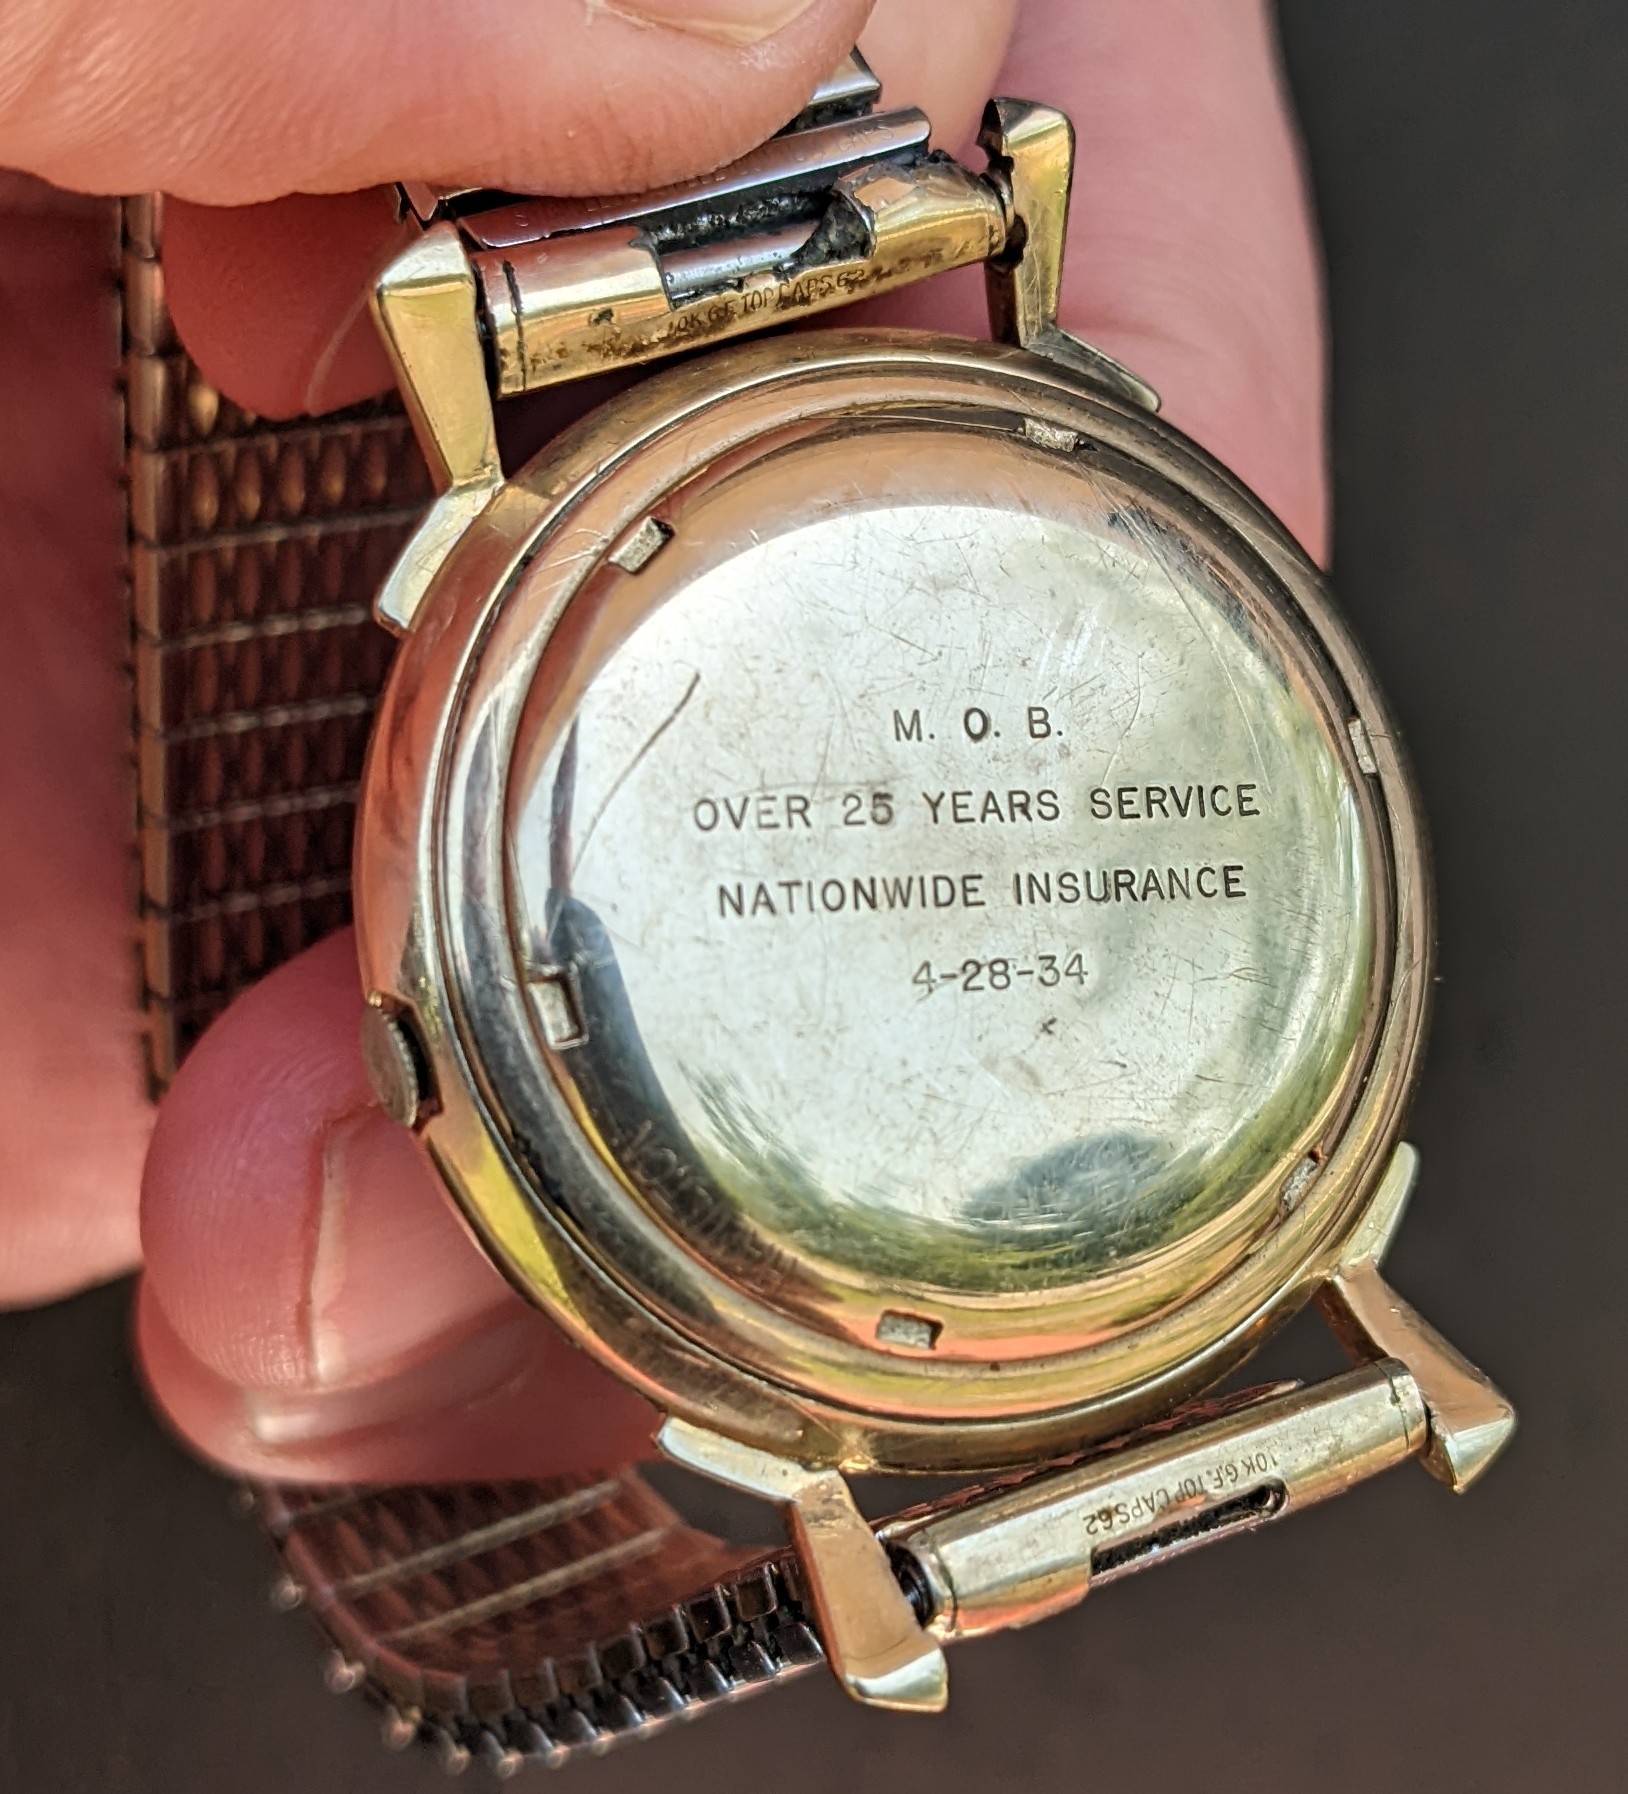 10K G.F. TOP CAPS 62
M. O. B.
OVER 25 YEARS SERVICE
NATIONWIDE INSURANCE
4-28-34
10K G.F. TOP CAPS 62